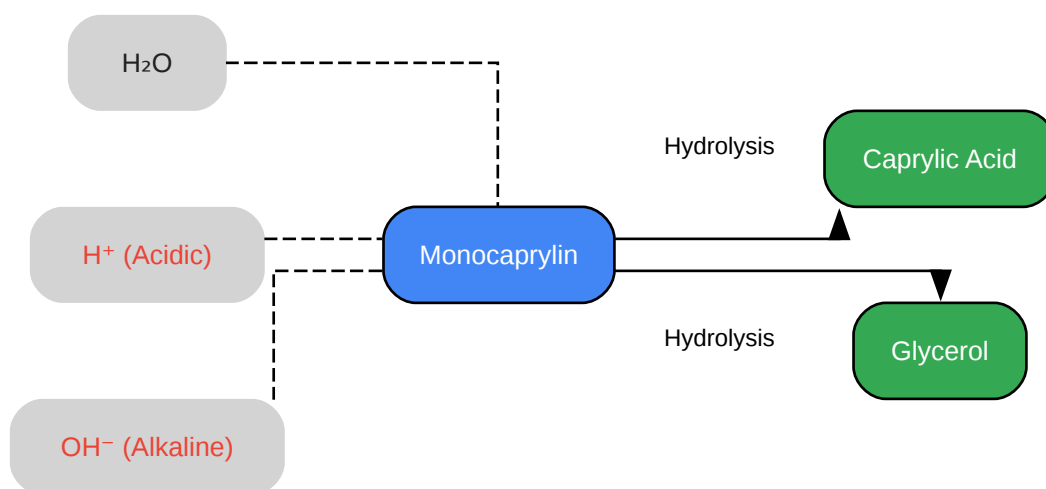 H₂O
Hydrolysis
Caprylic Acid
H⁺ (Acidic)
Monocaprylin
Hydrolysis
Glycerol
OH⁻ (Alkaline)